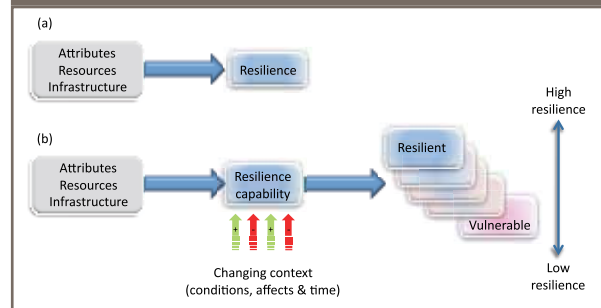 (a)
Attributes
Resources
Infrastructure
Resilience
(b)
Attributes
Resources
Infrastructure
Resilience
capability
Resilient
Vulnerable
High
resilience
Low
resilience
+ - + -
Changing context
(conditions, affects & time)